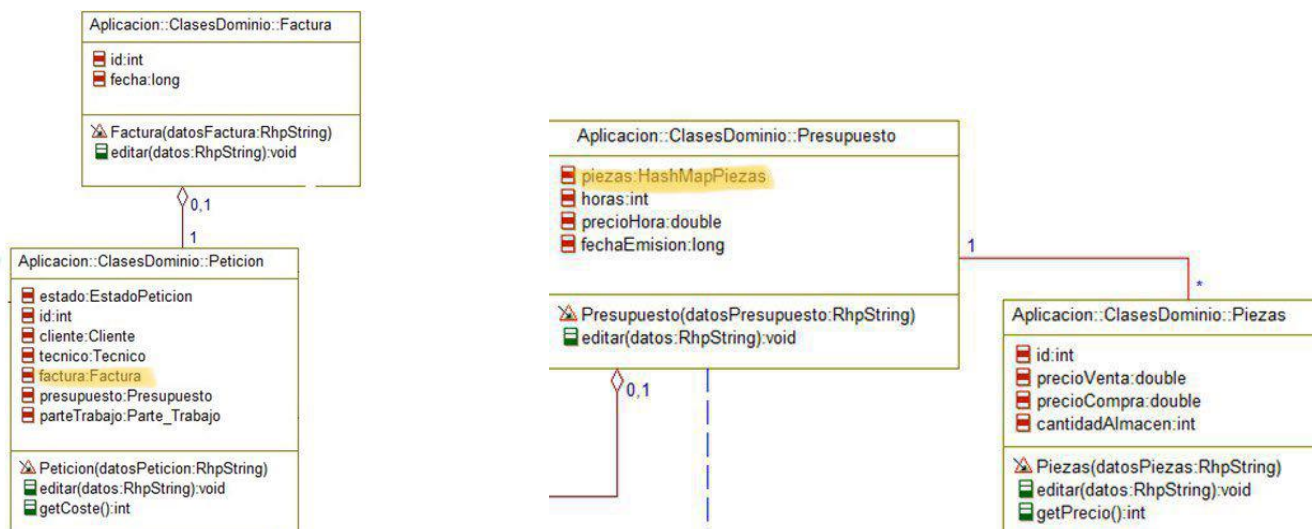 Aplicacion::ClasesDominio::Factura
id:int
fecha:long
Factura(datosFactura:RhpString)
editar(datos:RhpString):void
0,1
1
Aplicacion::ClasesDominio::Peticion
estado:EstadoPeticion
id:int
cliente:Cliente
tecnico:Tecnico
factura:Factura
presupuesto:Presupuesto
parteTrabajo:Parte_Trabajo
Peticion(datosPeticion:RhpString)
editar(datos:RhpString):void
getCoste():int
Aplicacion::ClasesDominio::Presupuesto
piezas:HashMapPiezas
horas:int
precioHora:double
fechaEmision:long
Presupuesto(datosPresupuesto:RhpString)
editar(datos:RhpString):void
0,1
1
*
Aplicacion::ClasesDominio::Piezas
id:int
precioVenta:double
precioCompra:double
cantidadAlmacen:int
Piezas(datosPiezas:RhpString)
editar(datos:RhpString):void
getPrecio():int